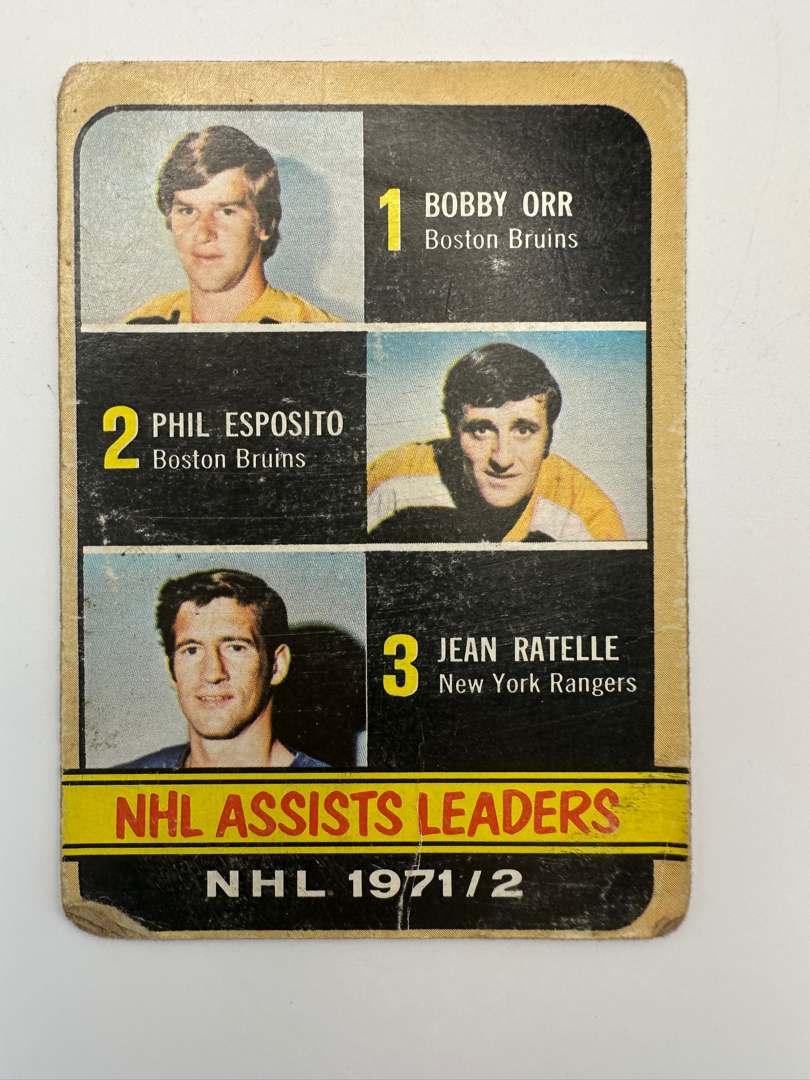 1 BOBBY ORR
Boston Bruins
2 PHIL ESPOSITO
Boston Bruins
3 JEAN RATELLE
New York Rangers
NHL ASSISTS LEADERS
NHL 1971/2